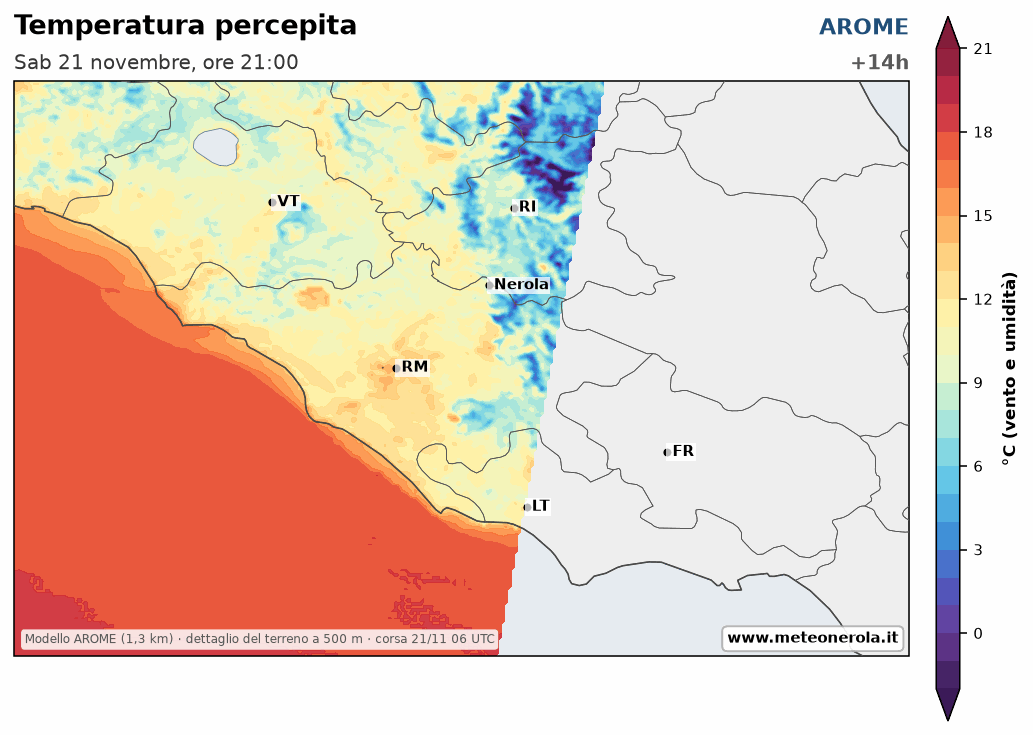 Temperatura percepita
AROME
Sab 21 novembre, ore 21:00
+14h
VT
RI
Nerola
RM
FR
LT
Modello AROME (1,3 km) · dettaglio del terreno a 500 m · corsa 21/11 06 UTC
www.meteonerola.it
21
18
15
12
9
6
3
0
°C (vento e umidità)